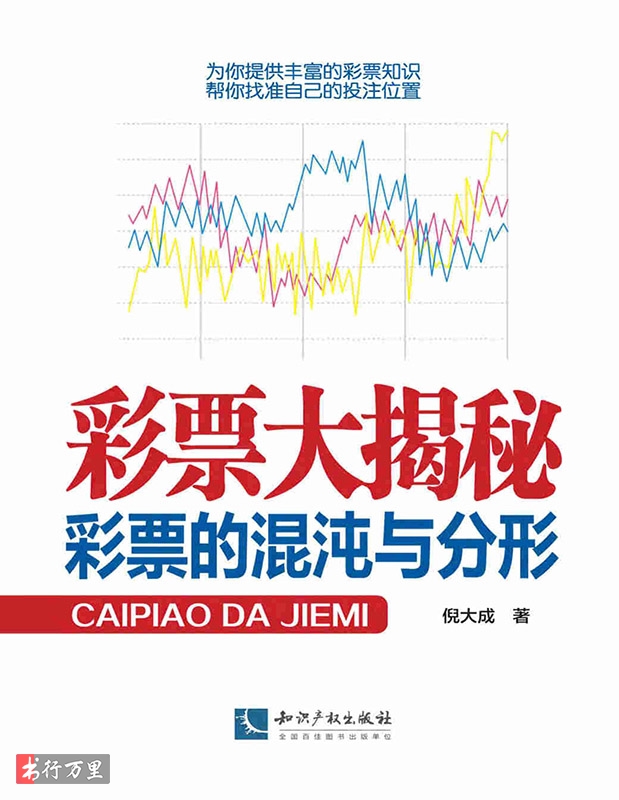 为你提供丰富的彩票知识
帮你找准自己的投注位置
彩票大揭秘
彩票的混沌与分形
CAIPIAO DA JIEMI
倪大成 著
知识产权出版社
全国百佳图书出版单位
书行万里